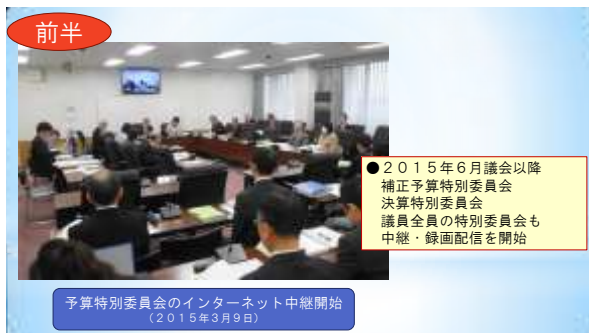 前半
●２０１５年６月議会以降
補正予算特別委員会
決算特別委員会
議員全員の特別委員会も
中継・録画配信を開始
予算特別委員会のインターネット中継開始
（２０１５年３月９日）